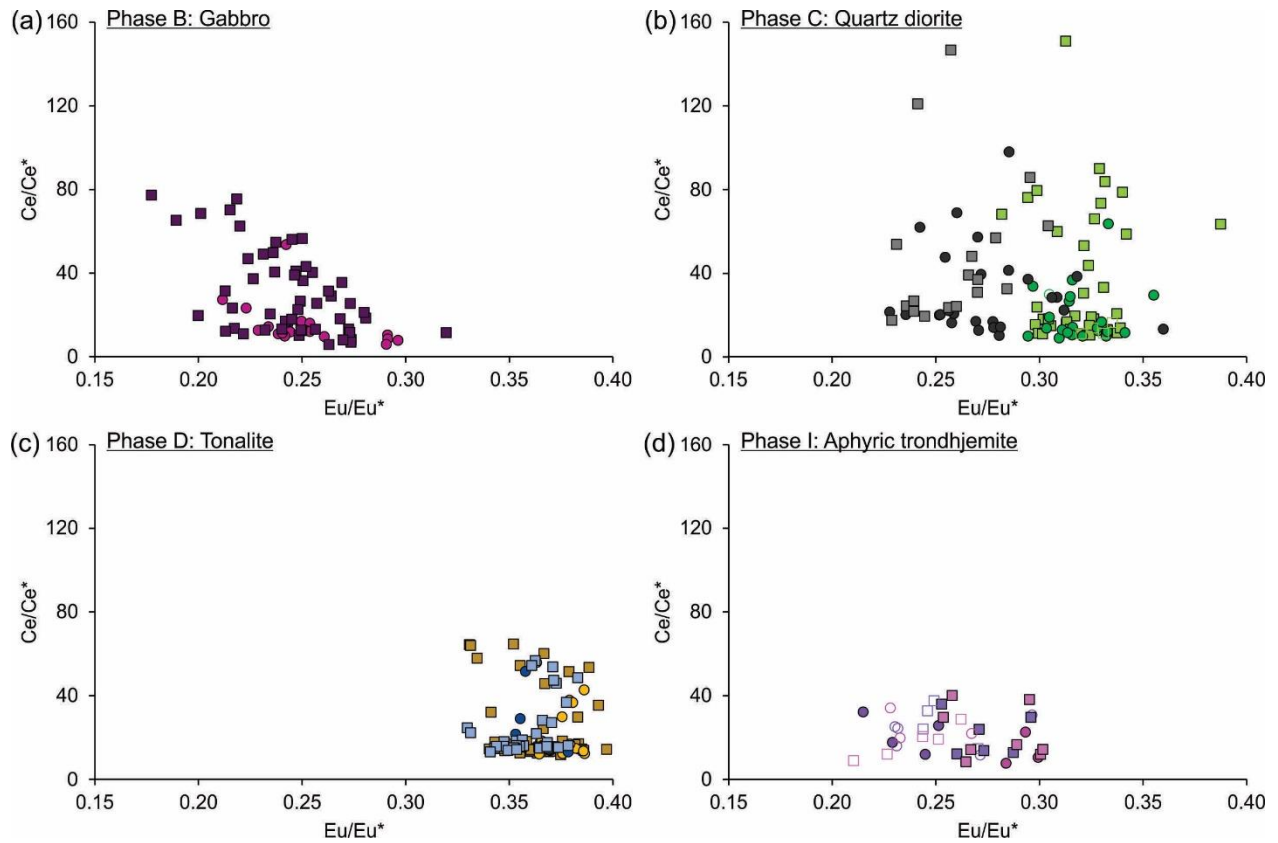 (a) Phase B: Gabbro
160
120
80
40
0
Ce/Ce*
0.15 0.20 0.25 0.30 0.35 0.40
Eu/Eu*
(b) Phase C: Quartz diorite
160
120
80
40
0
Ce/Ce*
0.15 0.20 0.25 0.30 0.35 0.40
Eu/Eu*
(c) Phase D: Tonalite
160
120
80
40
0
Ce/Ce*
0.15 0.20 0.25 0.30 0.35 0.40
Eu/Eu*
(d) Phase I: Aphyric trondhjemite
160
120
80
40
0
Ce/Ce*
0.15 0.20 0.25 0.30 0.35 0.40
Eu/Eu*